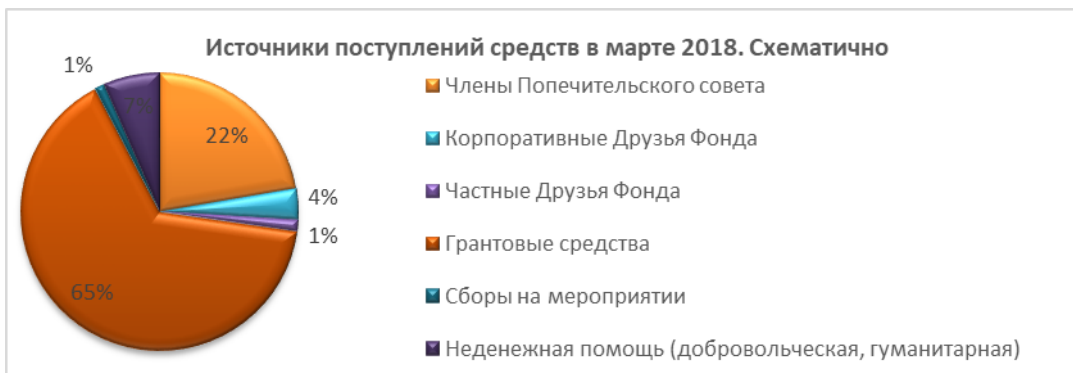 Источники поступлений средств в марте 2018. Схематично
1%
7%
22%
4%
1%
65%
Члены Попечительского совета
Корпоративные Друзья Фонда
Частные Друзья Фонда
Грантовые средства
Сборы на мероприятии
Неденежная помощь (добровольческая, гуманитарная)